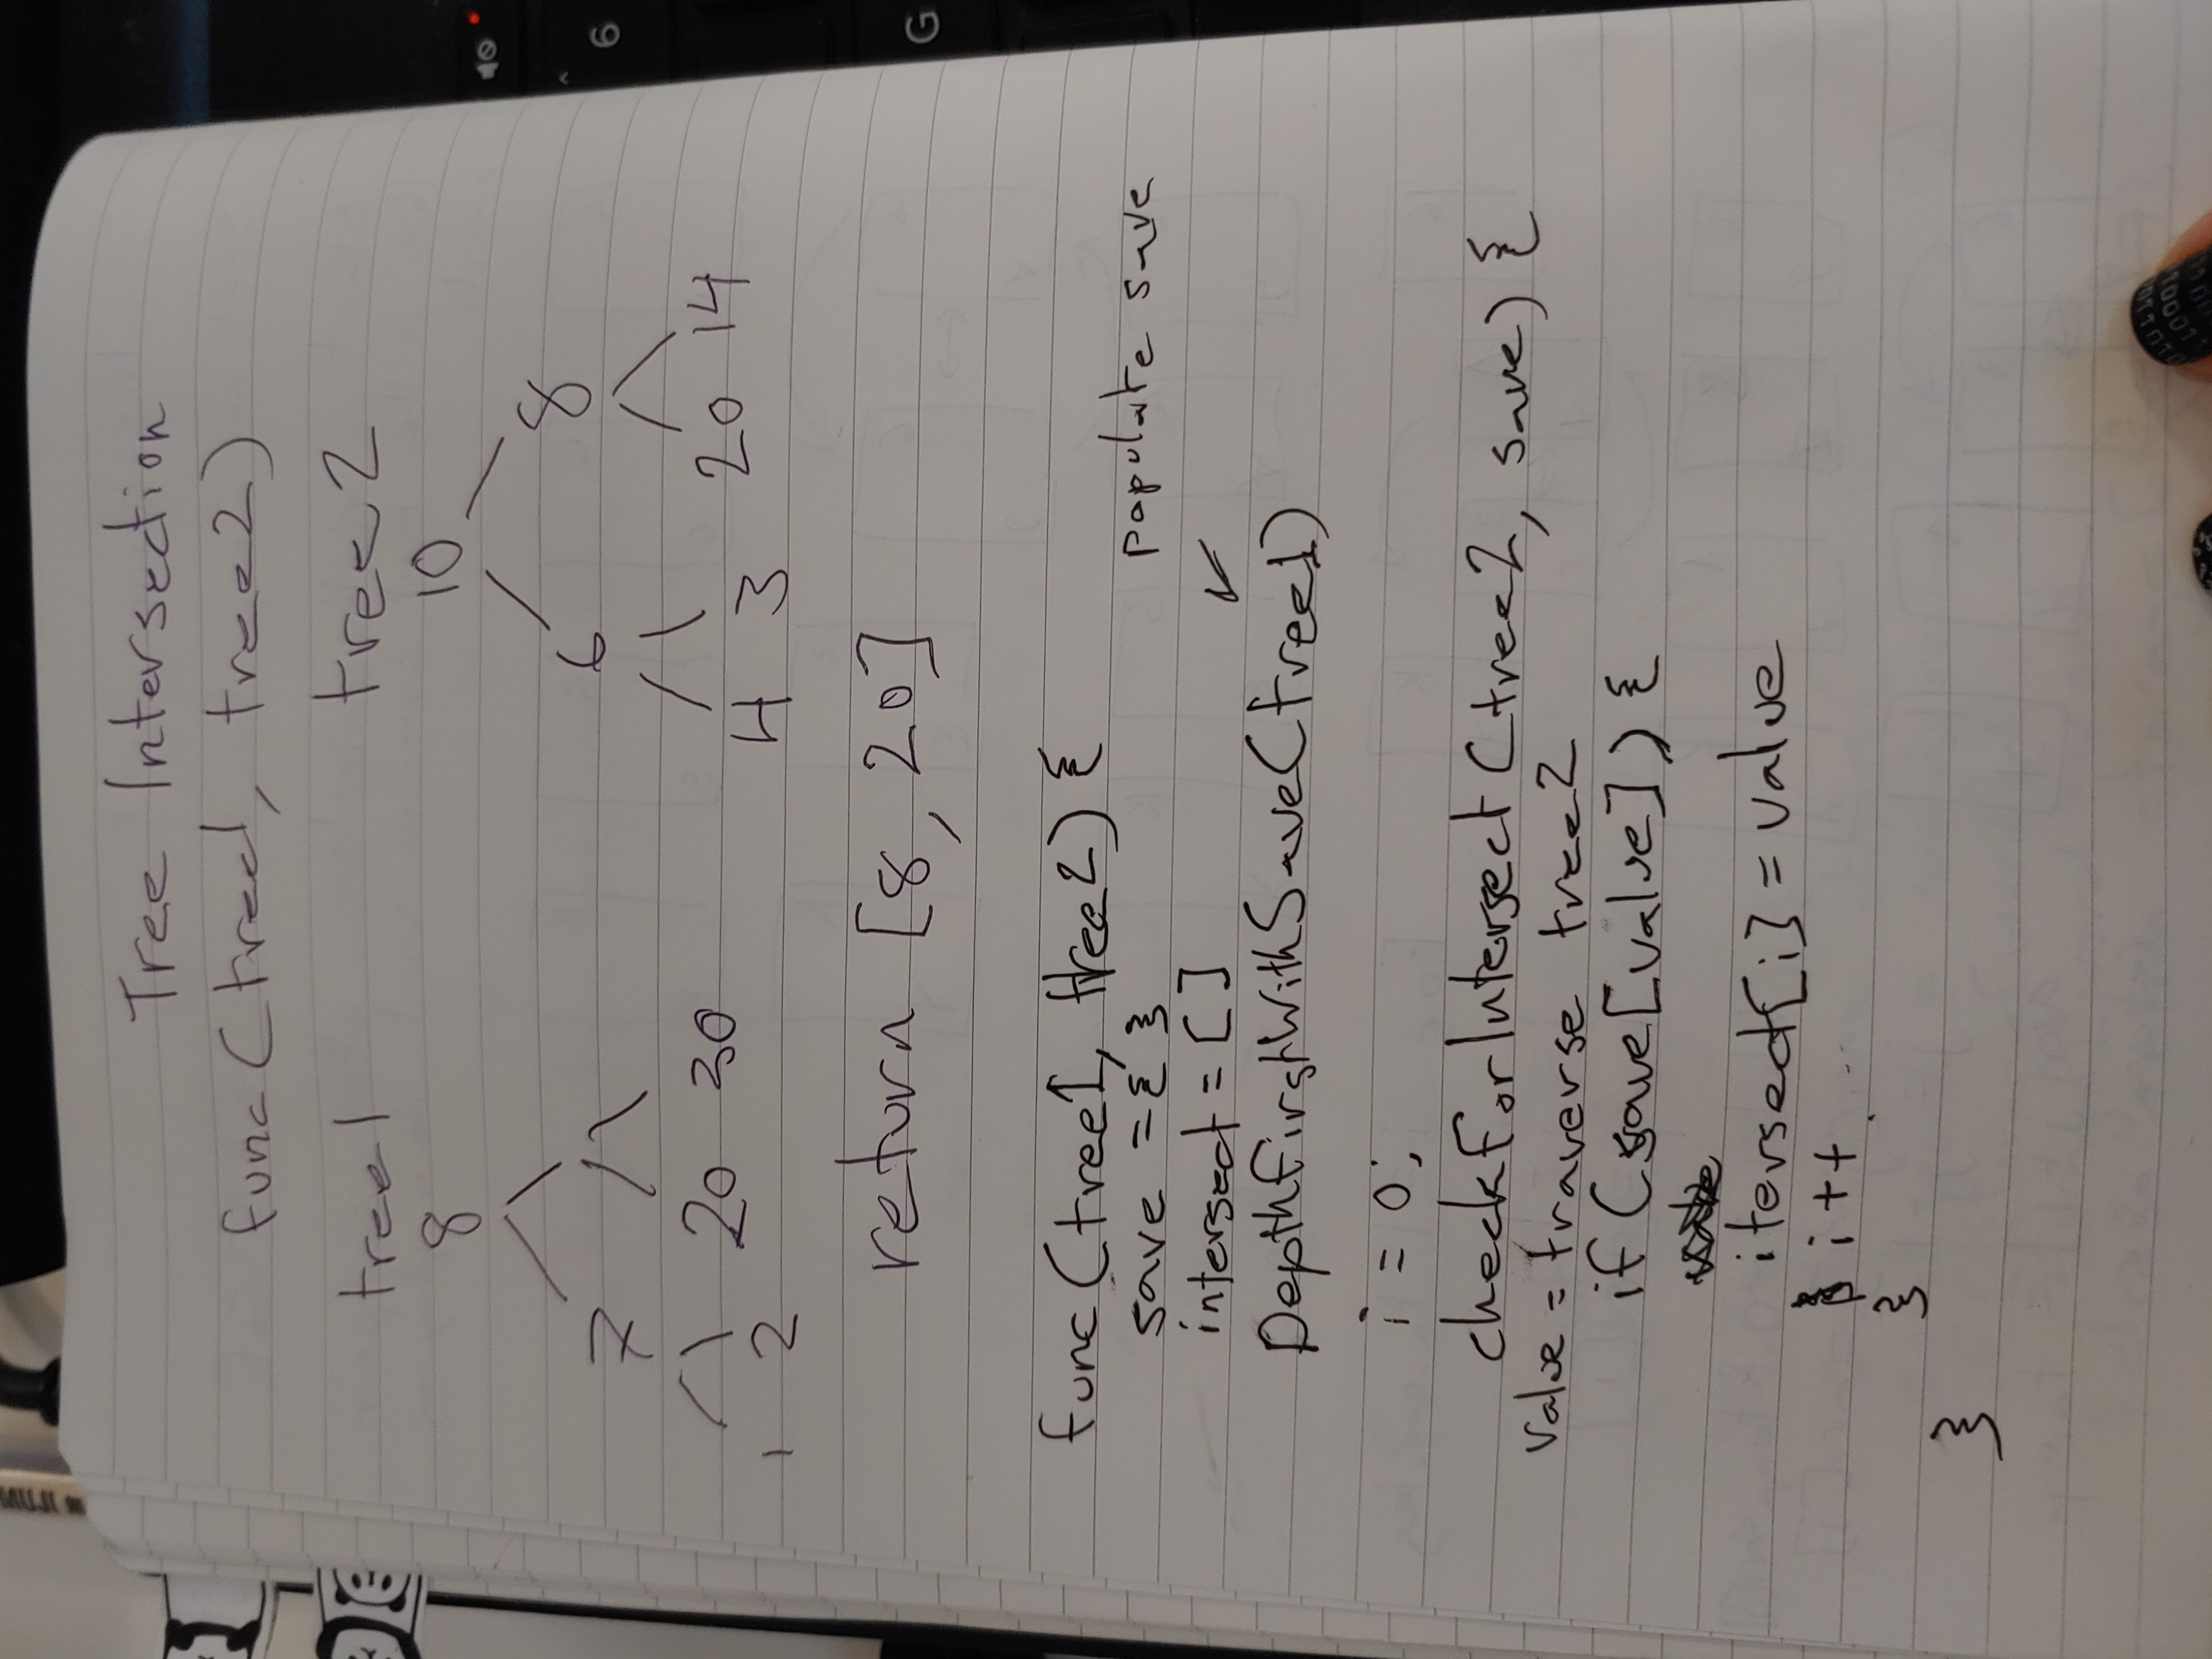 Tree Intersection
func(tree1, tree2)
tree1 tree2
8 10
7 6 8
1 2 20 30 4 3 20 14
return [8, 20]
func(tree1, tree2) {
save = { }
populate save
intersect = [ ]
DepthFirstWithSave(tree1)
i = 0;
checkForIntersect(tree2, save) {
value = traverse tree2
if (save[value]) {
itersect[i] = value
i++
}
}
6
G